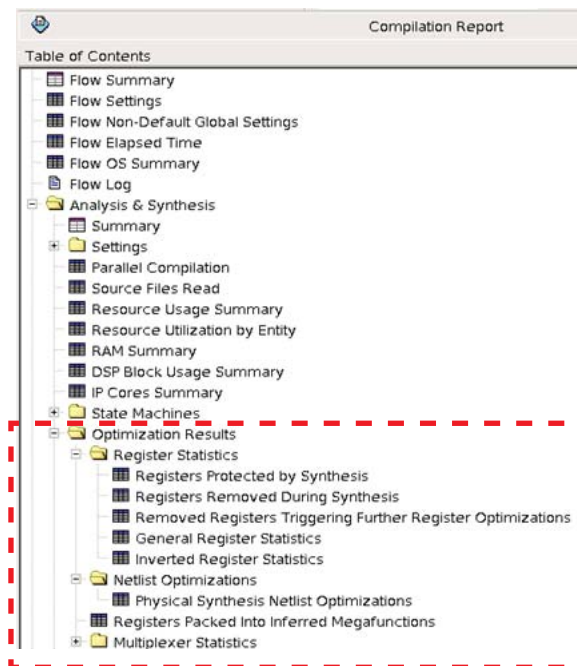 Compilation Report
Table of Contents
Flow Summary
Flow Settings
Flow Non-Default Global Settings
Flow Elapsed Time
Flow OS Summary
Flow Log
Analysis & Synthesis
Summary
Settings
Parallel Compilation
Source Files Read
Resource Usage Summary
Resource Utilization by Entity
RAM Summary
DSP Block Usage Summary
IP Cores Summary
State Machines
Optimization Results
Register Statistics
Registers Protected by Synthesis
Registers Removed During Synthesis
Removed Registers Triggering Further Register Optimizations
General Register Statistics
Inverted Register Statistics
Netlist Optimizations
Physical Synthesis Netlist Optimizations
Registers Packed Into Inferred Megafunctions
Multiplexer Statistics